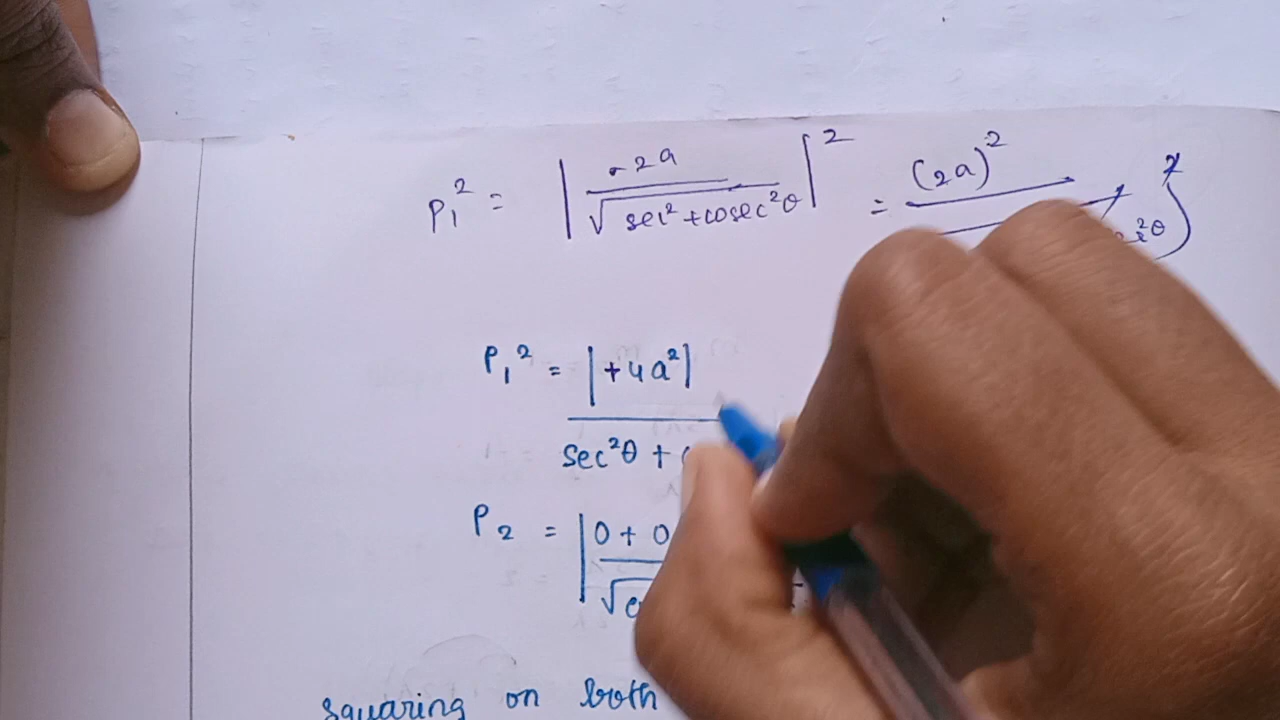 P₁² = | -2a / √sec² + cosec²θ |² = (2a)²
P₁² = |+4a²| / sec²θ +
P₂ = | 0 + 0 / √
squaring on both